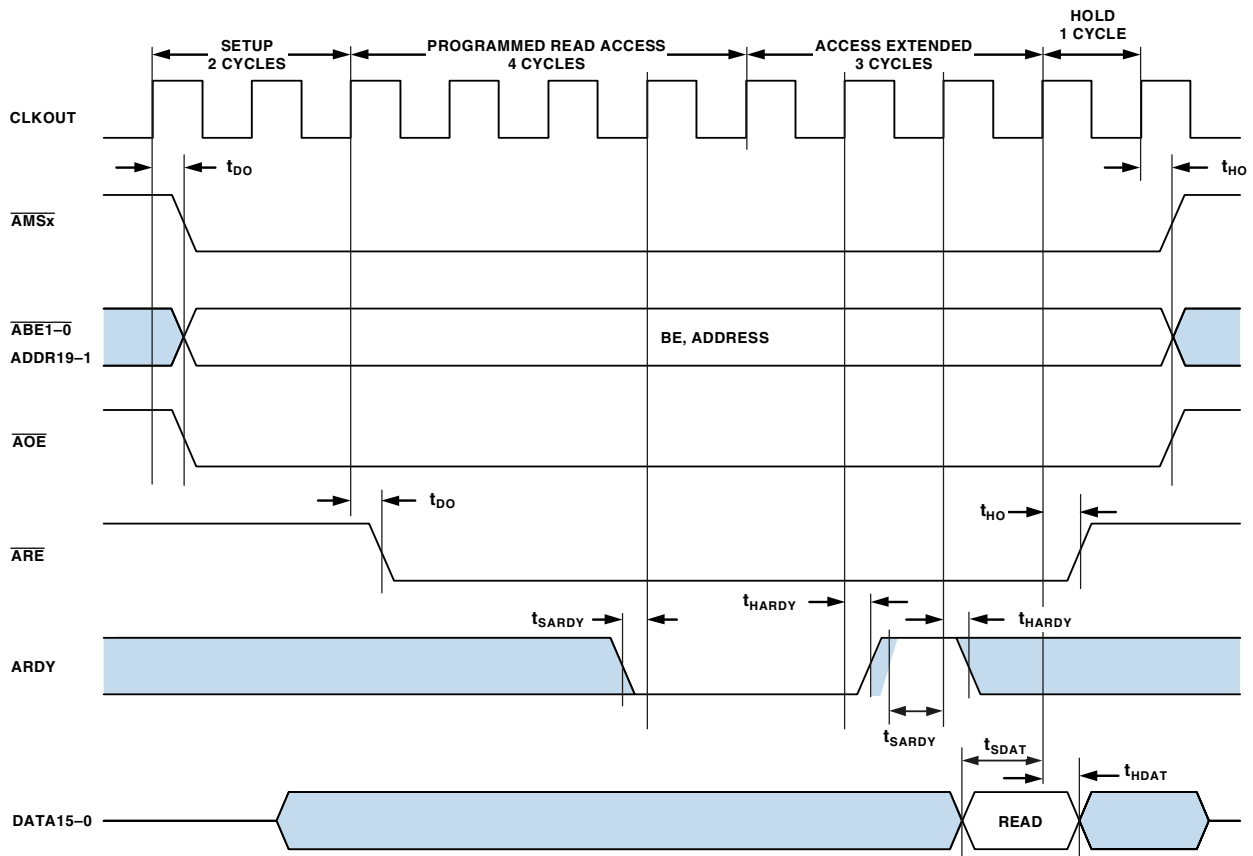 SETUP
2 CYCLES
PROGRAMMED READ ACCESS
4 CYCLES
ACCESS EXTENDED
3 CYCLES
HOLD
1 CYCLE
CLKOUT
tDO
tHO
AMSx
ABE1–0
ADDR19–1
BE, ADDRESS
AOE
tDO
tHO
ARE
tSARDY
tHARDY
tHARDY
ARDY
tSARDY
tSDAT
tHDAT
DATA15–0
READ